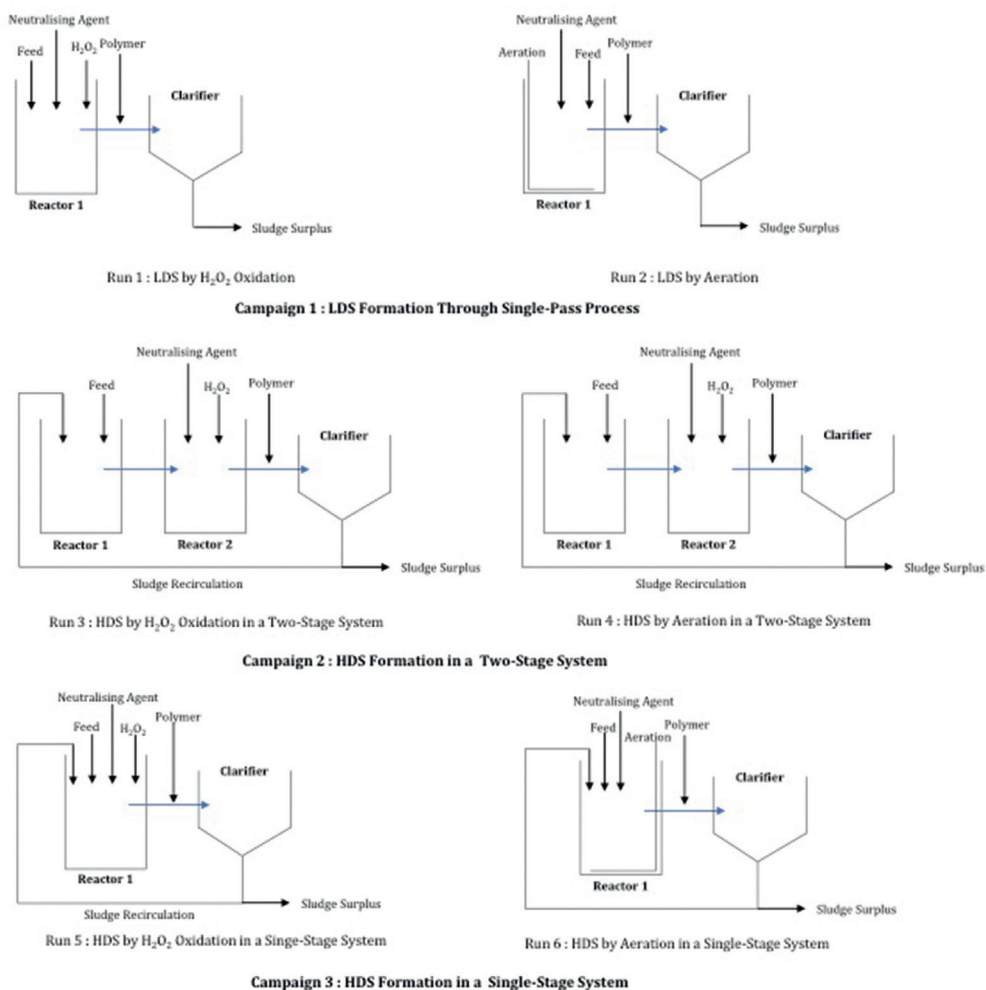 Neutralising Agent
Feed
H₂O₂ Polymer
Clarifier
Reactor 1
Sludge Surplus
Run 1 : LDS by H₂O₂ Oxidation
Neutralising Agent
Aeration
Feed
Polymer
Clarifier
Reactor 1
Sludge Surplus
Run 2 : LDS by Aeration
Campaign 1 : LDS Formation Through Single-Pass Process
Neutralising Agent
Feed
H₂O₂
Polymer
Clarifier
Reactor 1
Reactor 2
Sludge Surplus
Sludge Recirculation
Run 3 : HDS by H₂O₂ Oxidation in a Two-Stage System
Neutralising Agent
Feed
H₂O₂
Polymer
Clarifier
Reactor 1
Reactor 2
Sludge Surplus
Sludge Recirculation
Run 4 : HDS by Aeration in a Two-Stage System
Campaign 2 : HDS Formation in a Two-Stage System
Neutralising Agent
Feed
H₂O₂
Polymer
Clarifier
Reactor 1
Sludge Surplus
Sludge Recirculation
Run 5 : HDS by H₂O₂ Oxidation in a Singe-Stage System
Neutralising Agent
Feed
Aeration
Polymer
Clarifier
Reactor 1
Sludge Surplus
Run 6 : HDS by Aeration in a Single-Stage System
Campaign 3 : HDS Formation in a Single-Stage System